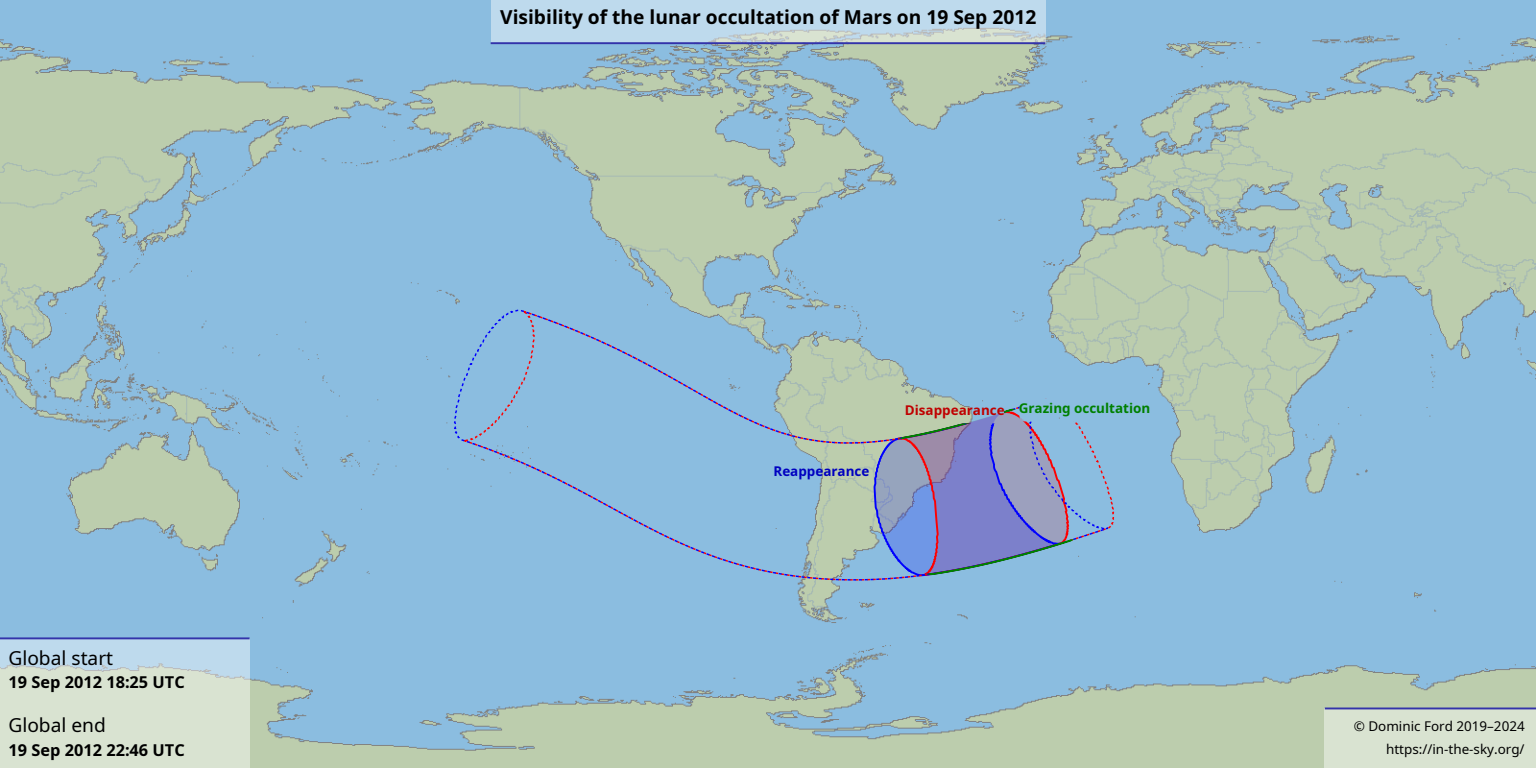 Visibility of the lunar occultation of Mars on 19 Sep 2012
Disappearance
Grazing occultation
Reappearance
Global start
19 Sep 2012 18:25 UTC
Global end
19 Sep 2012 22:46 UTC
© Dominic Ford 2019–2024
https://in-the-sky.org/